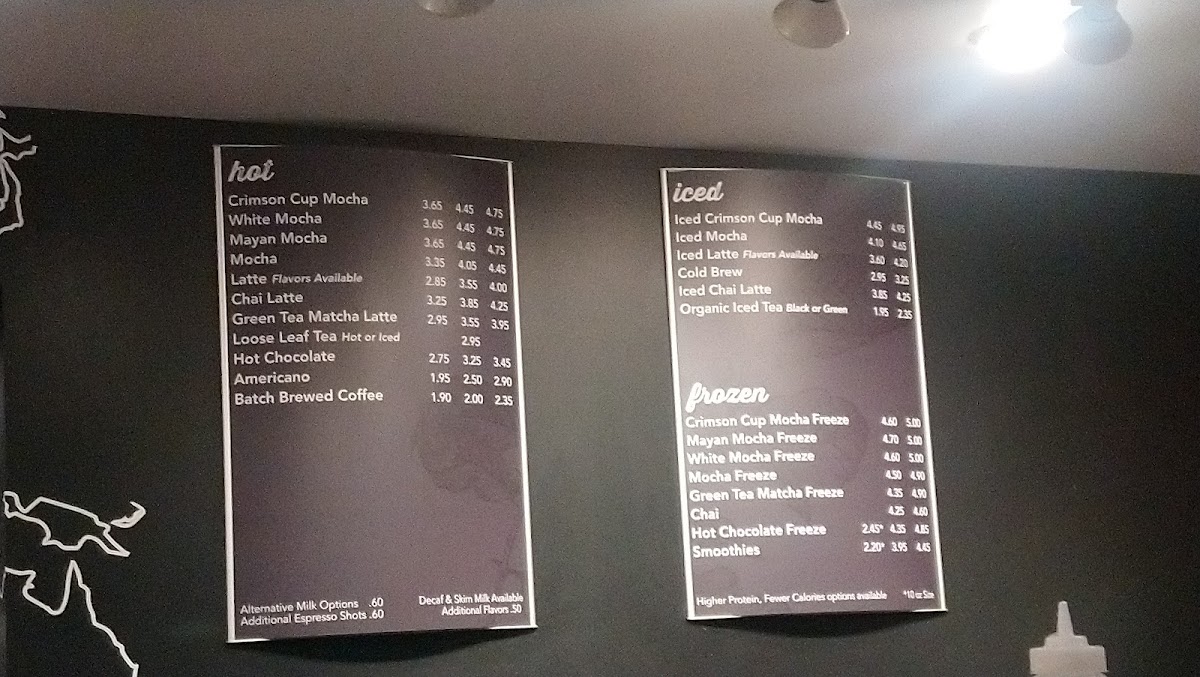 hot
Crimson Cup Mocha 3.65 4.45 4.75
White Mocha 3.65 4.45 4.75
Mayan Mocha 3.65 4.45 4.75
Mocha 3.35 4.05 4.45
Latte Flavors Available 2.85 3.55 4.00
Chai Latte 3.25 3.85 4.25
Green Tea Matcha Latte 2.95 3.55 3.95
Loose Leaf Tea Hot or Iced 2.95
Hot Chocolate 2.75 3.25 3.45
Americano 1.95 2.50 2.90
Batch Brewed Coffee 1.90 2.00 2.35
Alternative Milk Options .60
Additional Espresso Shots .60
Decaf & Skim Milk Available
Additional Flavors .50
iced
Iced Crimson Cup Mocha 4.45 4.95
Iced Mocha 4.10 4.65
Iced Latte Flavors Available 3.60 4.20
Cold Brew 2.95 3.25
Iced Chai Latte 3.85 4.25
Organic Iced Tea Black or Green 1.95 2.35
frozen
Crimson Cup Mocha Freeze 4.60 5.00
Mayan Mocha Freeze 4.70 5.00
White Mocha Freeze 4.60 5.00
Mocha Freeze 4.50 4.90
Green Tea Matcha Freeze 4.35 4.90
Chai 4.25 4.60
Hot Chocolate Freeze 2.45* 4.35 4.85
Smoothies 2.20* 3.95 4.45
Higher Protein, Fewer Calories options available *10 oz Size